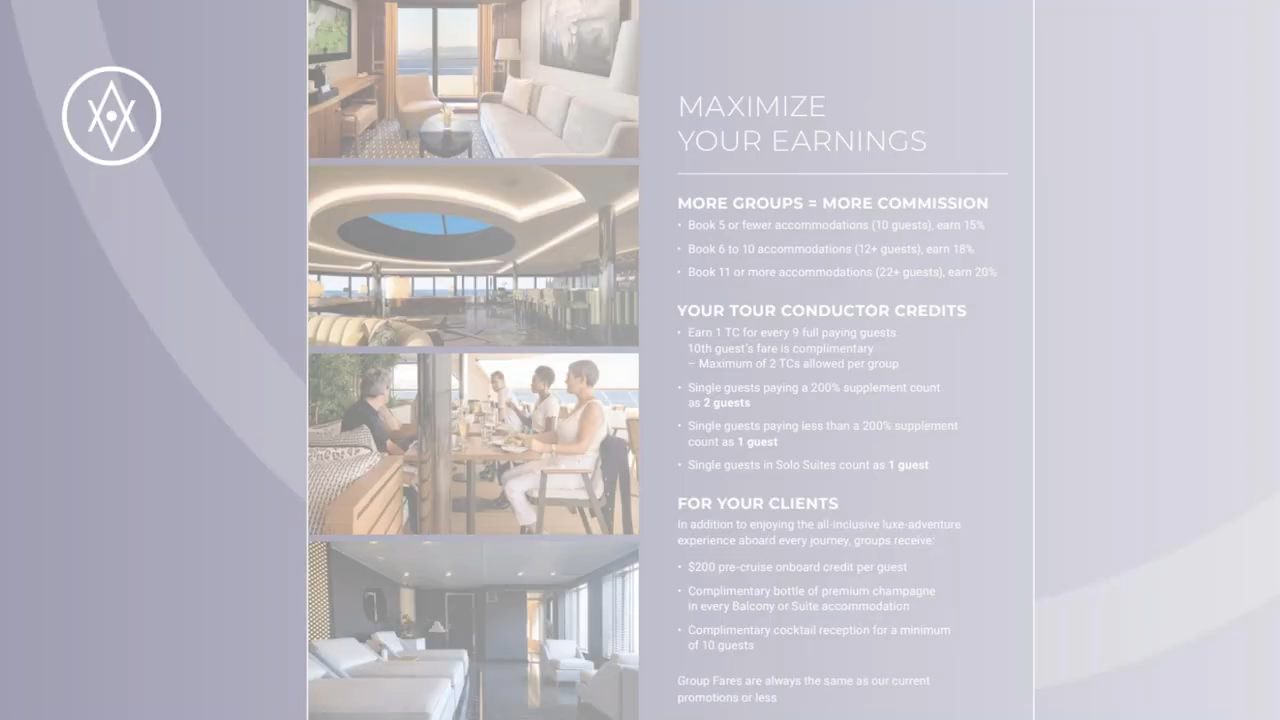 MAXIMIZE
YOUR EARNINGS
MORE GROUPS = MORE COMMISSION
• Book 5 or fewer accommodations (10 guests), earn 15%
• Book 6 to 10 accommodations (12+ guests), earn 18%
• Book 11 or more accommodations (22+ guests), earn 20%
YOUR TOUR CONDUCTOR CREDITS
• Earn 1 TC for every 9 full paying guests
10th guest's fare is complimentary
– Maximum of 2 TCs allowed per group
• Single guests paying a 200% supplement count
as 2 guests
• Single guests paying less than a 200% supplement
count as 1 guest
• Single guests in Solo Suites count as 1 guest
FOR YOUR CLIENTS
In addition to enjoying the all-inclusive luxe-adventure
experience aboard every journey, groups receive:
• $200 pre-cruise onboard credit per guest
• Complimentary bottle of premium champagne
in every Balcony or Suite accommodation
• Complimentary cocktail reception for a minimum
of 10 guests
Group Fares are always the same as our current
promotions or less